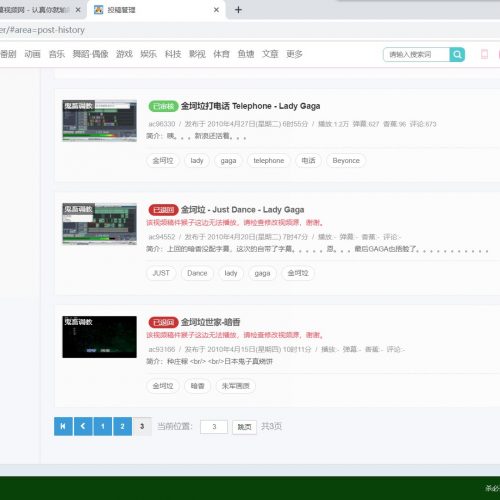 弹幕视频网 - 认真你就输
投稿管理
er/#area=post-history
番剧 动画 音乐 舞蹈·偶像 游戏 娱乐 科技 影视 体育 鱼塘 文章 更多
请输入搜索词
鬼畜调教
已审核 金坷垃打电话 Telephone - Lady Gaga
ac96330 / 发布于 2010年4月27日(星期二) 6时55分 / 播放:1.2万 弹幕:627 香蕉:96 评论:673
简介: 咦。。。新浪还活着。。。
金坷垃 lady gaga telephone 电话 Beyonce
鬼畜调教
已退回 金坷垃 - Just Dance - Lady Gaga
该视频稿件猴子这边无法播放，请检查修改视频源，谢谢。
ac94552 / 发布于 2010年4月20日(星期二) 7时47分 / 播放:- 弹幕:- 香蕉:- 评论:-
简介: 上回的暗香没配字幕，这次的自带了字幕。。。。。恩。。。最后GAGA也捂脸了。。。。。。。。。。。
JUST Dance lady gaga 金坷垃
鬼畜调教
已退回 金坷垃世家-暗香
该视频稿件猴子这边无法播放，请检查修改视频源，谢谢。
ac93166 / 发布于 2010年4月15日(星期四) 10时11分 / 播放:- 弹幕:- 香蕉:- 评论:-
简介: 种庄稼 <br/> <br/>日本鬼子真烧饼
金坷垃 暗香 朱军唐质
1 2 3 当前位置: 3 跳页 共3页
杀必